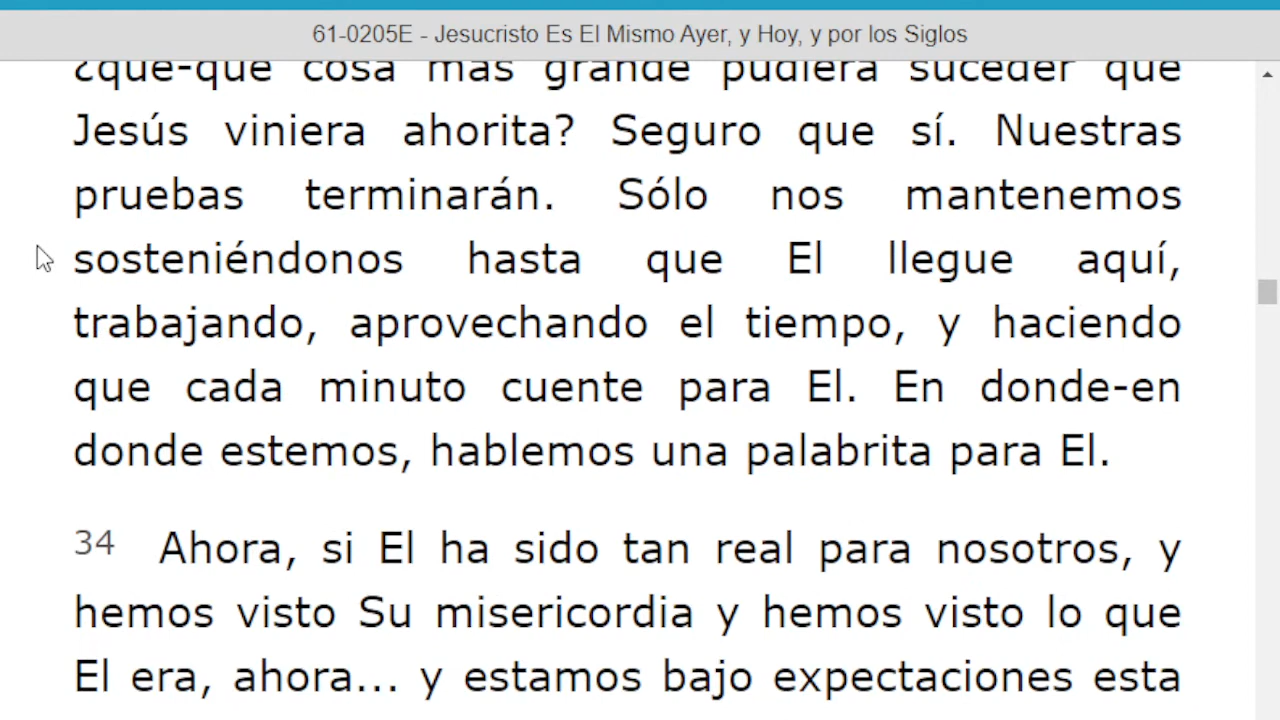 61-0205E - Jesucristo Es El Mismo Ayer, y Hoy, y por los Siglos
¿qué-qué cosa más grande pudiera suceder que
Jesús viniera ahorita? Seguro que sí. Nuestras
pruebas terminarán. Sólo nos mantenemos
sosteniéndonos hasta que El llegue aquí,
trabajando, aprovechando el tiempo, y haciendo
que cada minuto cuente para El. En donde-en
donde estemos, hablemos una palabrita para El.
34 Ahora, si El ha sido tan real para nosotros, y
hemos visto Su misericordia y hemos visto lo que
El era, ahora... y estamos bajo expectaciones esta